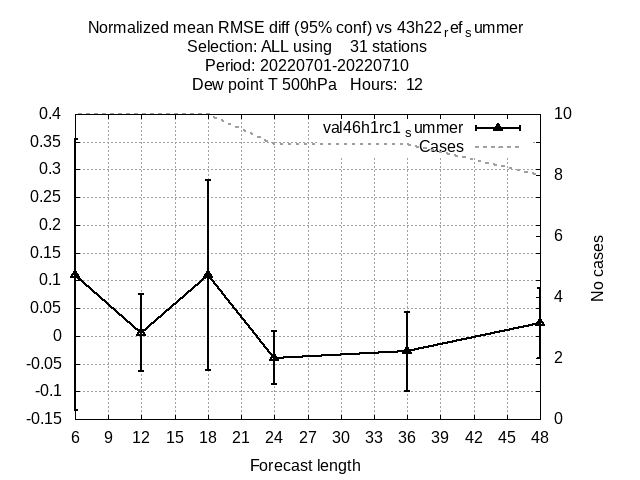 Normalized mean RMSE diff (95% conf) vs 43h22refsummer
Selection: ALL using 31 stations
Period: 20220701-20220710
Dew point T 500hPa Hours: 12
val46h1rc1summer
Cases
0.4
0.35
0.3
0.25
0.2
0.15
0.1
0.05
0
-0.05
-0.1
-0.15
10
8
6
4
2
0
No cases
6 9 12 15 18 21 24 27 30 33 36 39 42 45 48
Forecast length